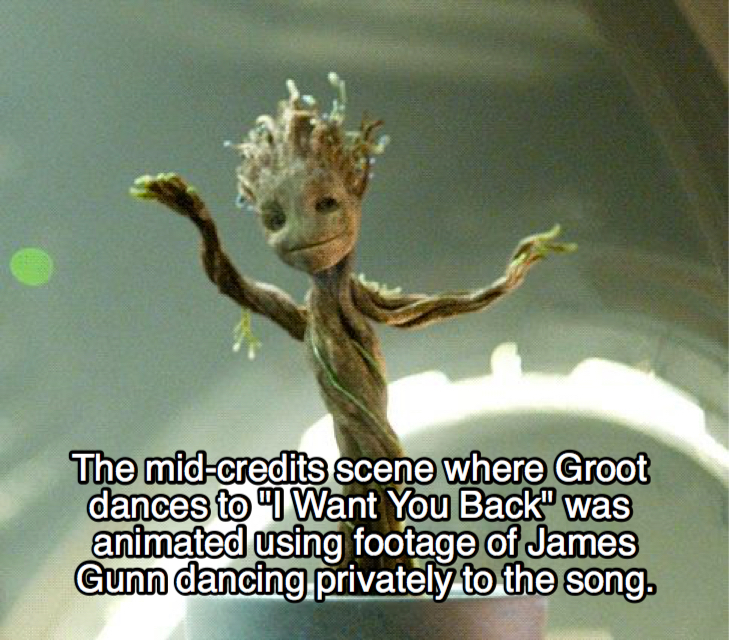 The mid-credits scene where Groot
dances to "I Want You Back" was
animated using footage of James
Gunn dancing privately to the song.